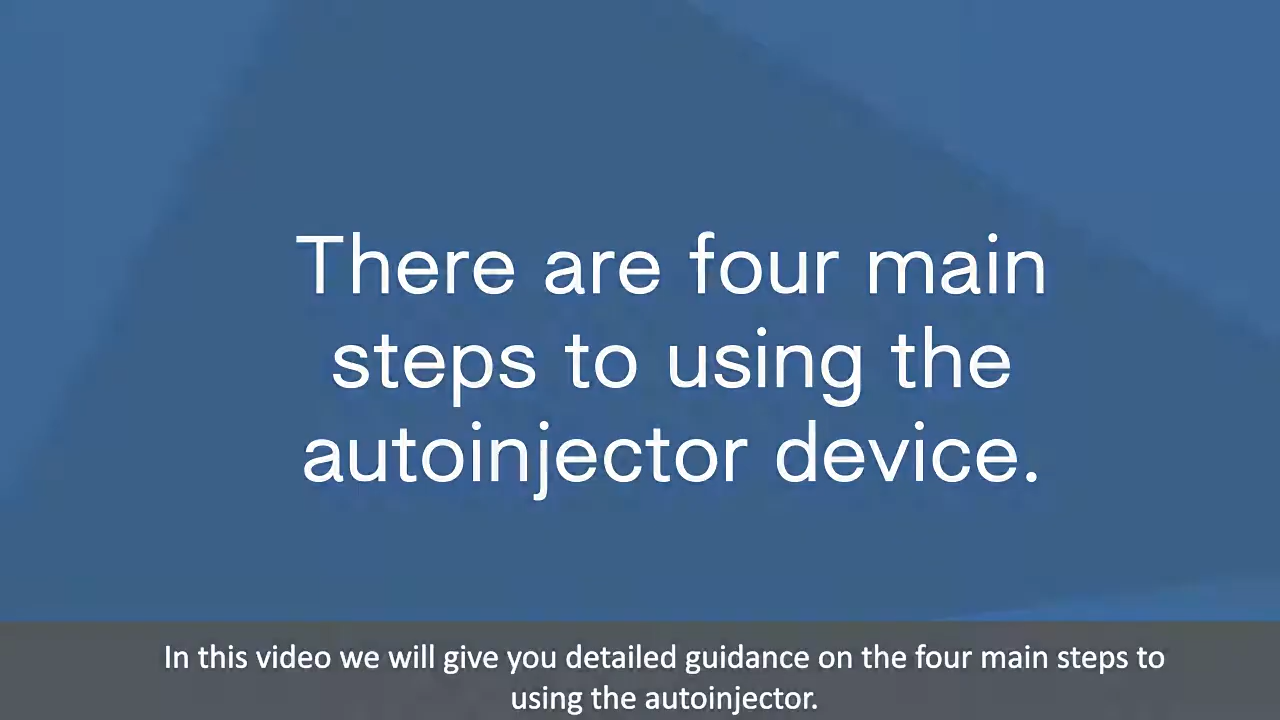 There are four main
steps to using the
autoinjector device.
In this video we will give you detailed guidance on the four main steps to
using the autoinjector.